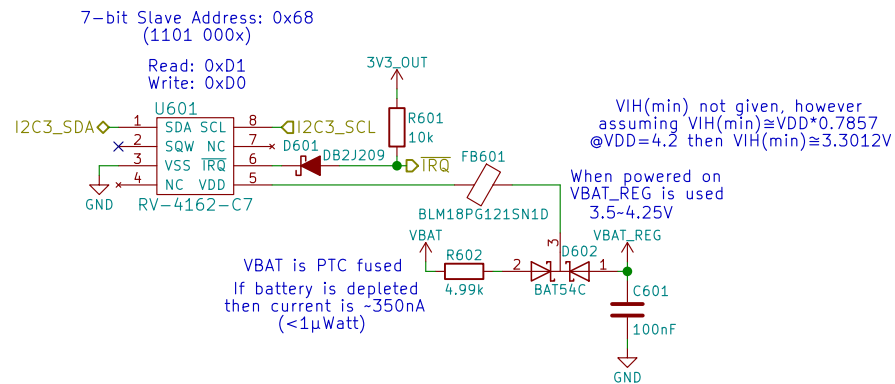 7-bit Slave Address: 0x68
(1101 000x)
Read: 0xD1
Write: 0xD0
3V3_OUT
U601
I2C3_SDA
1
SDA
SCL
8
I2C3_SCL
R601
10k
2
SQW
NC
7
D601
3
VSS
IRQ
6
DB2J209
IRQ
4
NC
VDD
5
GND
RV-4162-C7
FB601
BLM18PG121SN1D
VIH(min) not given, however
assuming VIH(min)≅VDD*0.7857
@VDD=4.2 then VIH(min)≅3.3012V
When powered on
VBAT_REG is used
3.5~4.25V
VBAT
3
D602
VBAT_REG
VBAT is PTC fused
R602
4.99k
2
1
BAT54C
If battery is depleted
then current is ~350nA
(<1µWatt)
C601
100nF
GND